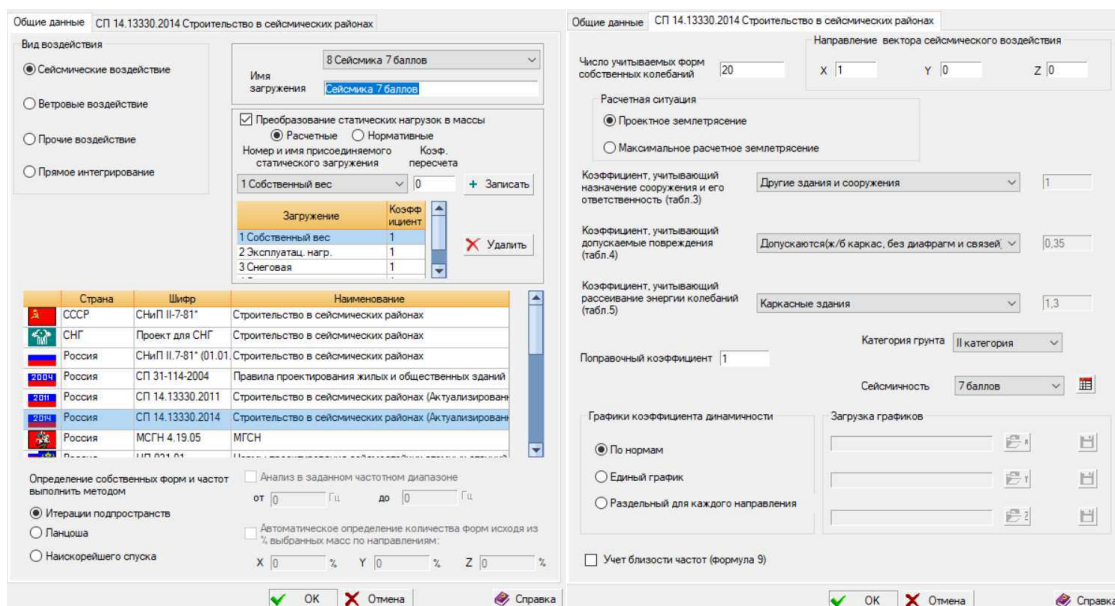 Общие данные СП 14.13330.2014 Строительство в сейсмических районах
Вид воздействия
Сейсмические воздействие
Ветровые воздействие
Прочие воздействие
Прямое интегрирование
8 Сейсмика 7 баллов
Имя загружения Сейсмика 7 баллов
Преобразование статических нагрузок в массы
Расчетные Нормативные
Номер и имя присоединяемого Коэф.
статического загружения пересчета
1 Собственный вес 0 + Записать
Загружение Коэфф ициент
1 Собственный вес 1
2 Эксплуатац. нагр. 1
3 Снеговая 1
Удалить
Страна Шифр Наименование
СССР СНиП II-7-81* Строительство в сейсмических районах
СНГ Проект для СНГ Строительство в сейсмических районах
Россия СНиП II.7-81* (01.01. Строительство в сейсмических районах
2004 Россия СП 31-114-2004 Правила проектирования жилых и общественных зданий
2011 Россия СП 14.13330.2011 Строительство в сейсмических районах (Актуализирован
2014 Россия СП 14.13330.2014 Строительство в сейсмических районах (Актуализирован
Россия МСГН 4.19.05 МГСН
Определение собственных форм и частот
выполнить методом
Итерации подпространств
Ланцоша
Наискорейшего спуска
Анализ в заданном частотном диапазоне
от 0 Гц до 0 Гц
Автоматическое определение количества форм исходя из
% выбранных масс по направлениям:
X 0 % Y 0 % Z 0 %
OK Отмена Справка
Общие данные СП 14.13330.2014 Строительство в сейсмических районах
Число учитываемых форм
собственных колебаний 20
Направление вектора сейсмического воздействия
X 1 Y 0 Z 0
Расчетная ситуация
Проектное землетрясение
Максимальное расчетное землетрясение
Коэффициент, учитывающий
назначение сооружения и его
ответственность (табл.3)
Другие здания и сооружения 1
Коэффициент, учитывающий
допускаемые повреждения
(табл.4)
Допускаются(ж/б каркас, без диафрагм и связей) 0,35
Коэффициент, учитывающий
рассеивание энергии колебаний
(табл.5)
Каркасные здания 1,3
Категория грунта II категория
Поправочный коэффициент 1
Сейсмичность 7 баллов
Графики коэффициента динамичности
По нормам
Единый график
Раздельный для каждого направления
Загрузка графиков
X
Y
Z
Учет близости частот (формула 9)
OK Отмена Справка